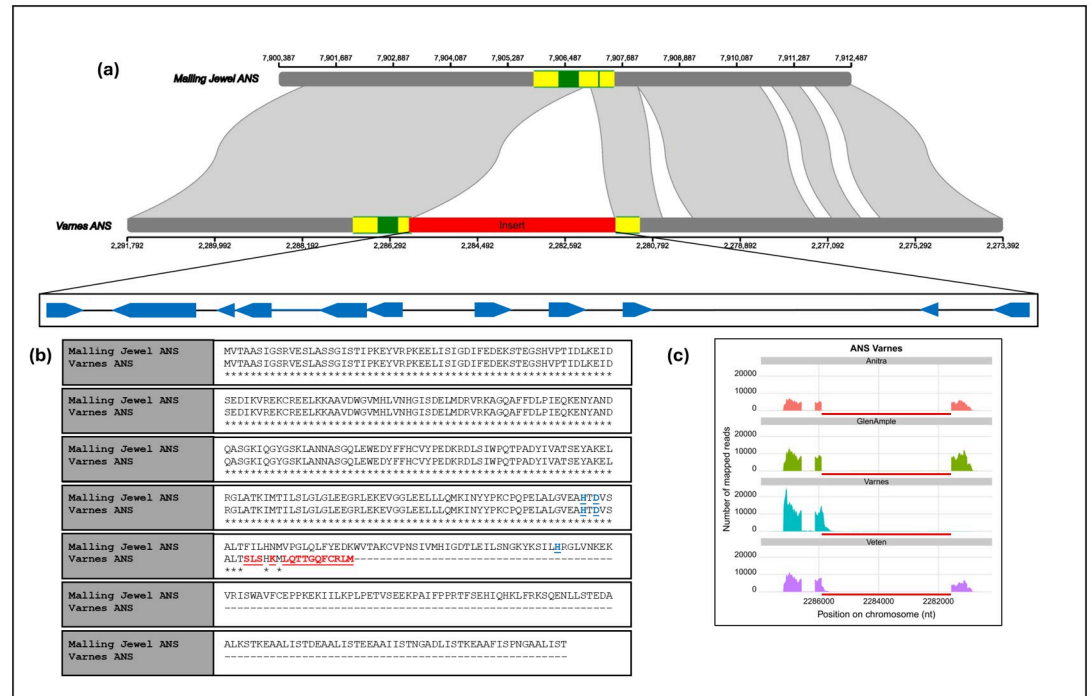 (a)
7,900,387 7,901,687 7,902,887 7,904,087 7,905,287 7,906,487 7,907,687 7,908,887 7,910,087 7,911,287 7,912,487
Malling Jewel ANS
Varnes ANS
Insert
2,291,792 2,289,992 2,288,192 2,286,292 2,284,492 2,282,592 2,280,792 2,278,892 2,277,092 2,275,292 2,273,392
(b)
Malling Jewel ANS MVTAASIGSRVESLASSGISTIPKEYVRPKEELISIGDIFEDEKSTEGSHVPTIDLKEID
Varnes ANS MVTAASIGSRVESLASSGISTIPKEYVRPKEELISIGDIFEDEKSTEGSHVPTIDLKEID
************************************************************
Malling Jewel ANS SEDIKVREKCREELKKAAVDWGVMHLVNHGISDELMDRVRKAGQAFFDLPIEQKENYAND
Varnes ANS SEDIKVREKCREELKKAAVDWGVMHLVNHGISDELMDRVRKAGQAFFDLPIEQKENYAND
************************************************************
Malling Jewel ANS QASGKIQGYGSKLANNASGQLEWEDYFFHCVYPEDKRDLSIWPQTPADYIVATSEYAKEL
Varnes ANS QASGKIQGYGSKLANNASGQLEWEDYFFHCVYPEDKRDLSIWPQTPADYIVATSEYAKEL
************************************************************
Malling Jewel ANS RGLATKIMTILSLGLGLEEGRLEKEVGGLEELLLQMKINYYPKCPQPELALGVEAHTDVS
Varnes ANS RGLATKIMTILSLGLGLEEGRLEKEVGGLEELLLQMKINYYPKCPQPELALGVEAHTDVS
************************************************************
Malling Jewel ANS ALTFILHNMVPGLQLFYEDKWVTAKCVPNSIVMHIGDTLEILSNGKYKSILHRGLVNKEK
Varnes ANS ALTSLSHKMLQTTGQFCRLM----------------------------------------
*** * *
Malling Jewel ANS VRISWAVFCEPPKEKIILKPLPETVSEEKPAIFPPRTFSEHIQHKLFRKSQENLLSTEDA
Varnes ANS ------------------------------------------------------------
Malling Jewel ANS ALKSTKEAALISTDEAALISTEEAAIISTNGADLISTKEAAFISPNGAALIST
Varnes ANS -----------------------------------------------------
(c)
ANS Varnes
Anitra
20000
10000
0
GlenAmple
20000
10000
0
Varnes
20000
10000
0
Veten
20000
10000
0
Number of mapped reads
2286000 2284000 2282000
Position on chromosome (nt)